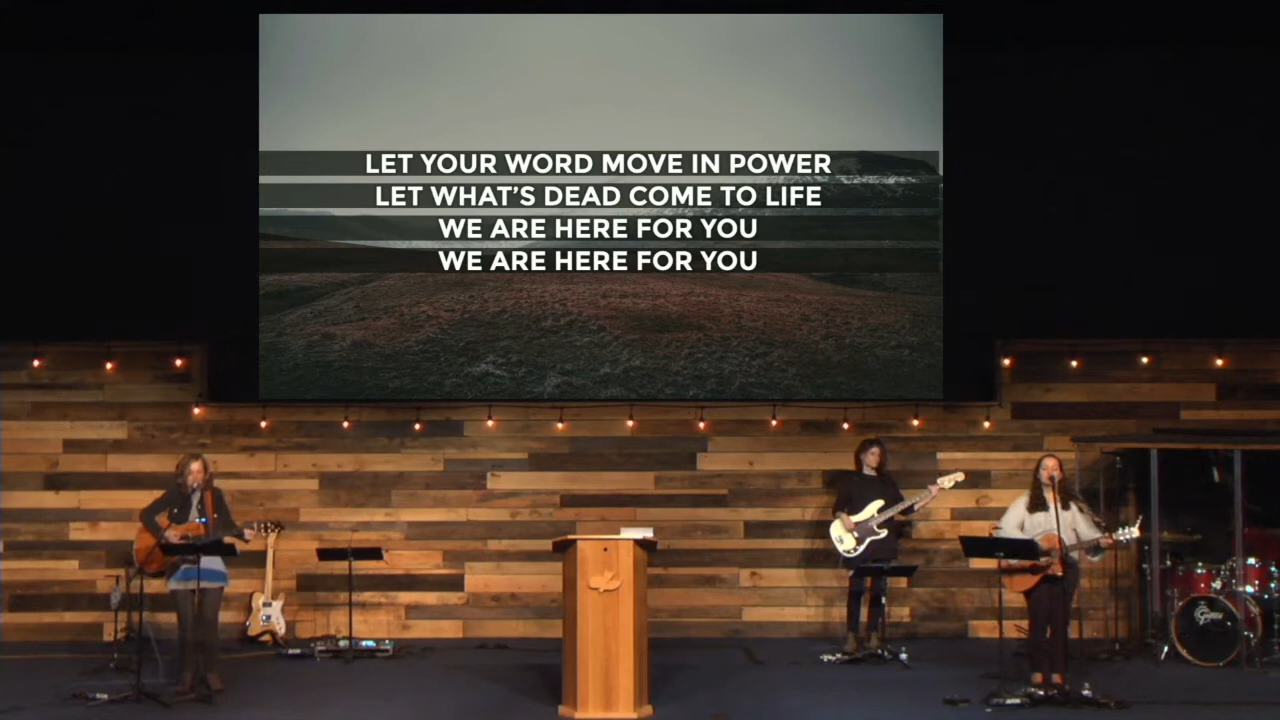 LET YOUR WORD MOVE IN POWER
LET WHAT’S DEAD COME TO LIFE
WE ARE HERE FOR YOU
WE ARE HERE FOR YOU